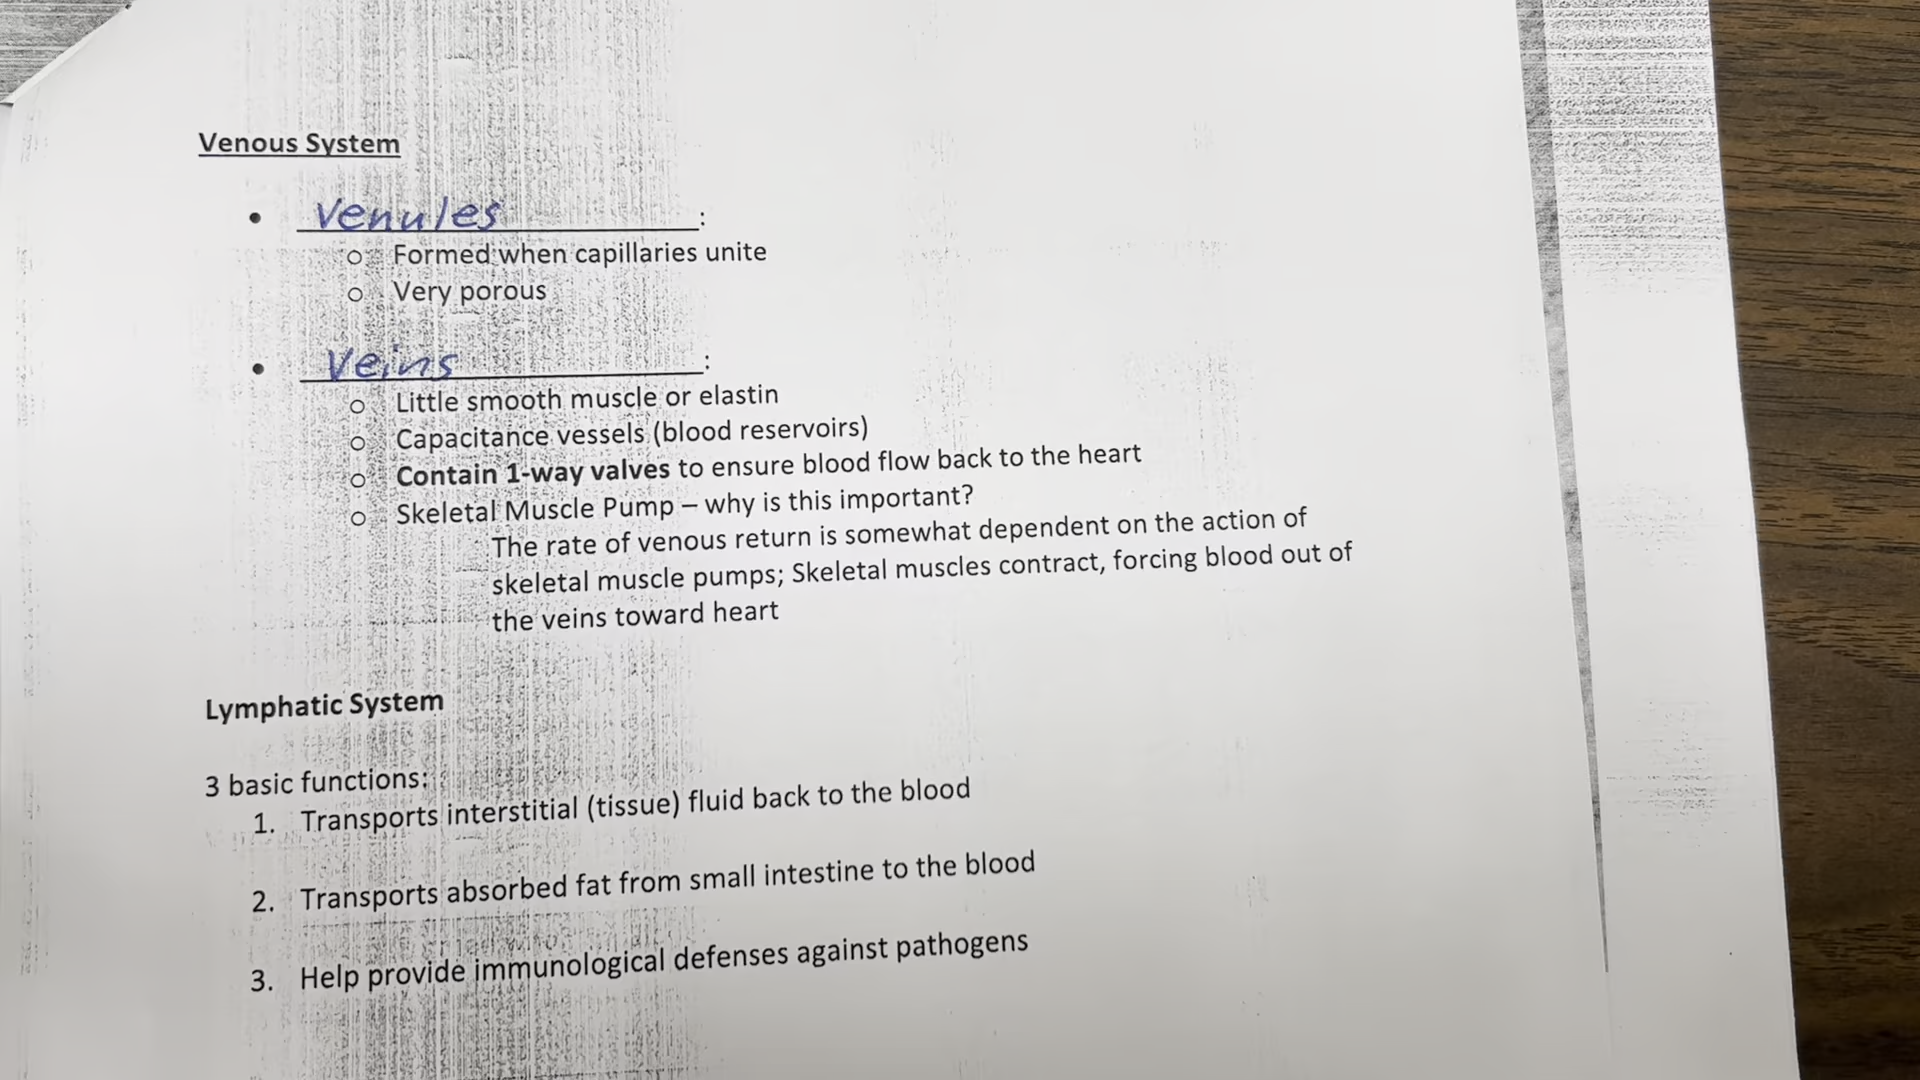 Venous System
• Venules :
o Formed when capillaries unite
o Very porous
• Veins :
o Little smooth muscle or elastin
o Capacitance vessels (blood reservoirs)
o Contain 1-way valves to ensure blood flow back to the heart
o Skeletal Muscle Pump – why is this important?
The rate of venous return is somewhat dependent on the action of
skeletal muscle pumps; Skeletal muscles contract, forcing blood out of
the veins toward heart
Lymphatic System
3 basic functions:
1. Transports interstitial (tissue) fluid back to the blood
2. Transports absorbed fat from small intestine to the blood
3. Help provide immunological defenses against pathogens